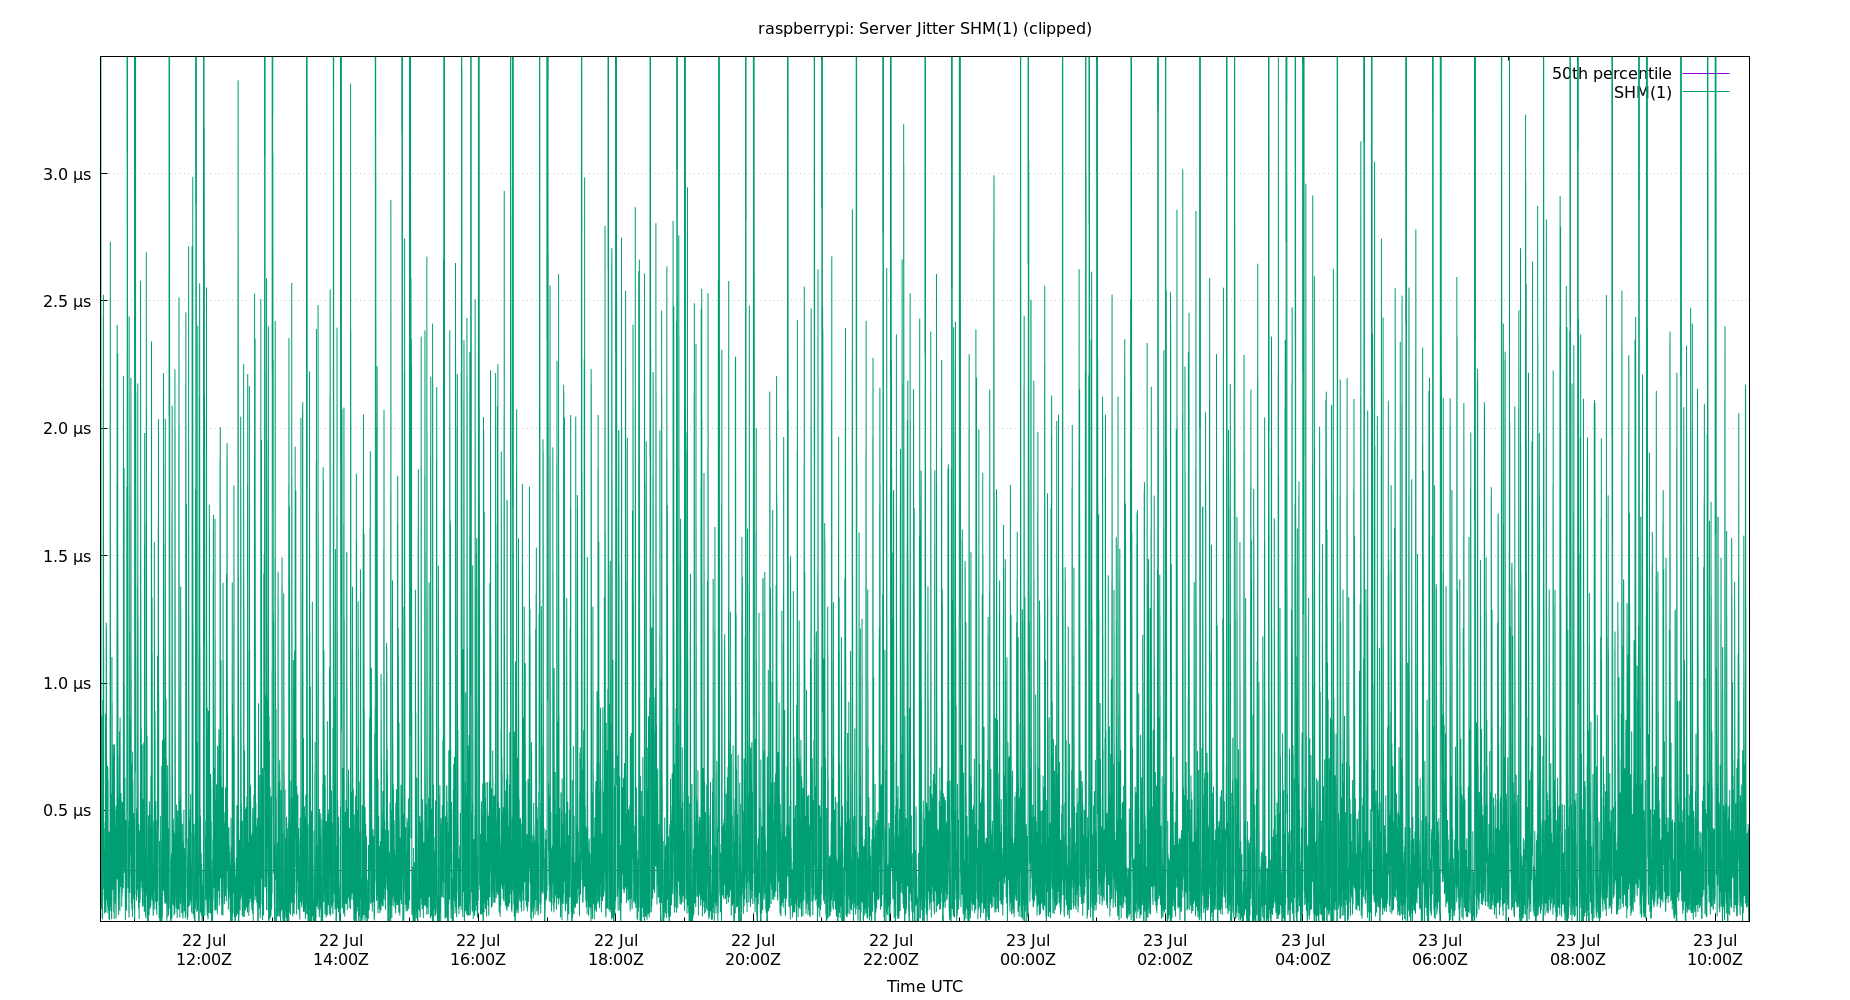 raspberrypi: Server Jitter SHM(1) (clipped)
50th percentile
SHM(1)
3.0 µs
2.5 µs
2.0 µs
1.5 µs
1.0 µs
0.5 µs
22 Jul 22 Jul 22 Jul 22 Jul 22 Jul 22 Jul 23 Jul 23 Jul 23 Jul 23 Jul 23 Jul 23 Jul
12:00Z 14:00Z 16:00Z 18:00Z 20:00Z 22:00Z 00:00Z 02:00Z 04:00Z 06:00Z 08:00Z 10:00Z
Time UTC